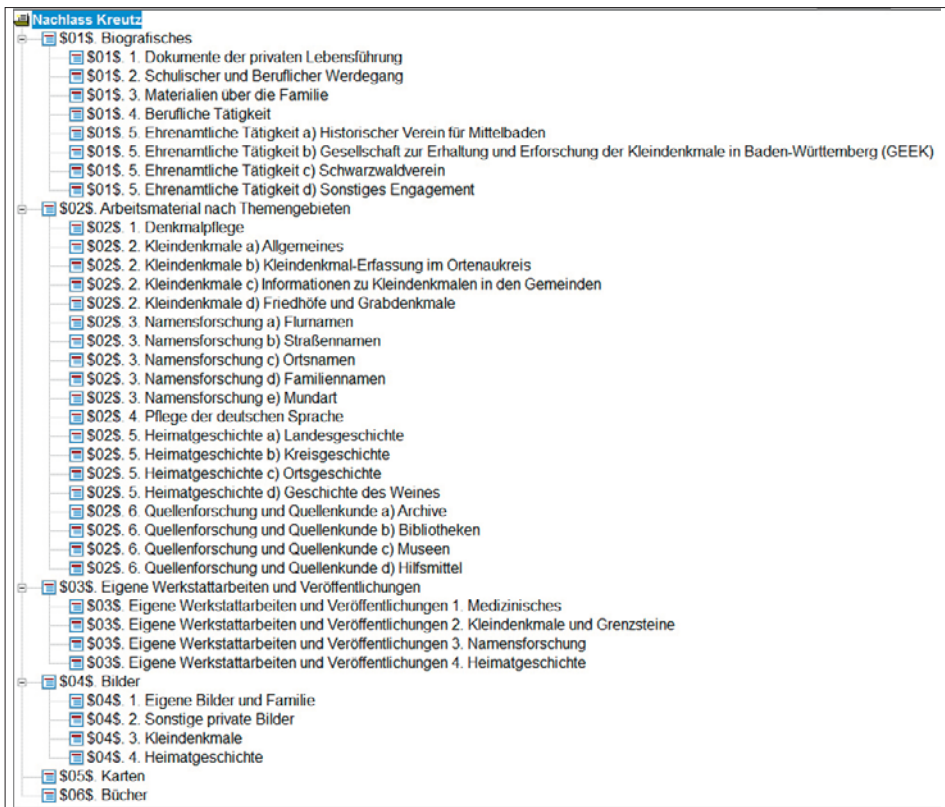 Nachlass Kreutz
$01$. Biografisches
$01$. 1. Dokumente der privaten Lebensführung
$01$. 2. Schulischer und Beruflicher Werdegang
$01$. 3. Materialien über die Familie
$01$. 4. Berufliche Tätigkeit
$01$. 5. Ehrenamtliche Tätigkeit a) Historischer Verein für Mittelbaden
$01$. 5. Ehrenamtliche Tätigkeit b) Gesellschaft zur Erhaltung und Erforschung der Kleindenkmale in Baden-Württemberg (GEEK)
$01$. 5. Ehrenamtliche Tätigkeit c) Schwarzwaldverein
$01$. 5. Ehrenamtliche Tätigkeit d) Sonstiges Engagement
$02$. Arbeitsmaterial nach Themengebieten
$02$. 1. Denkmalpflege
$02$. 2. Kleindenkmale a) Allgemeines
$02$. 2. Kleindenkmale b) Kleindenkmal-Erfassung im Ortenaukreis
$02$. 2. Kleindenkmale c) Informationen zu Kleindenkmalen in den Gemeinden
$02$. 2. Kleindenkmale d) Friedhöfe und Grabdenkmale
$02$. 3. Namensforschung a) Flurnamen
$02$. 3. Namensforschung b) Straßennamen
$02$. 3. Namensforschung c) Ortsnamen
$02$. 3. Namensforschung d) Familiennamen
$02$. 3. Namensforschung e) Mundart
$02$. 4. Pflege der deutschen Sprache
$02$. 5. Heimatgeschichte a) Landesgeschichte
$02$. 5. Heimatgeschichte b) Kreisgeschichte
$02$. 5. Heimatgeschichte c) Ortsgeschichte
$02$. 5. Heimatgeschichte d) Geschichte des Weines
$02$. 6. Quellenforschung und Quellenkunde a) Archive
$02$. 6. Quellenforschung und Quellenkunde b) Bibliotheken
$02$. 6. Quellenforschung und Quellenkunde c) Museen
$02$. 6. Quellenforschung und Quellenkunde d) Hilfsmittel
$03$. Eigene Werkstattarbeiten und Veröffentlichungen
$03$. Eigene Werkstattarbeiten und Veröffentlichungen 1. Medizinisches
$03$. Eigene Werkstattarbeiten und Veröffentlichungen 2. Kleindenkmale und Grenzsteine
$03$. Eigene Werkstattarbeiten und Veröffentlichungen 3. Namensforschung
$03$. Eigene Werkstattarbeiten und Veröffentlichungen 4. Heimatgeschichte
$04$. Bilder
$04$. 1. Eigene Bilder und Familie
$04$. 2. Sonstige private Bilder
$04$. 3. Kleindenkmale
$04$. 4. Heimatgeschichte
$05$. Karten
$06$. Bücher